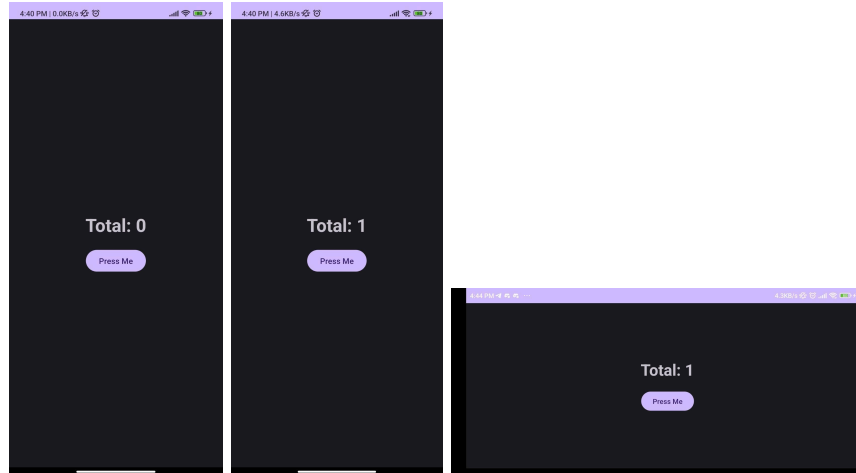 4:40 PM | 0.0KB/s
Total: 0
Press Me
4:40 PM | 4.6KB/s
Total: 1
Press Me
4:44 PM
4.3KB/s
Total: 1
Press Me